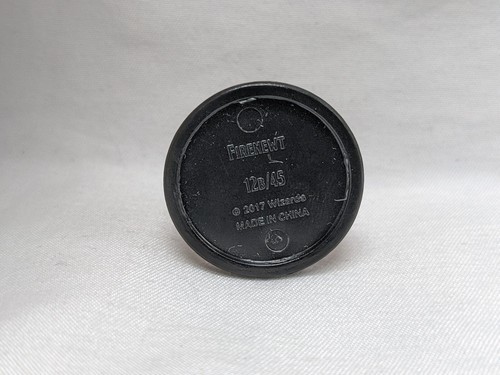 FIRENEWT
12B/45
© 2017 Wizards
MADE IN CHINA